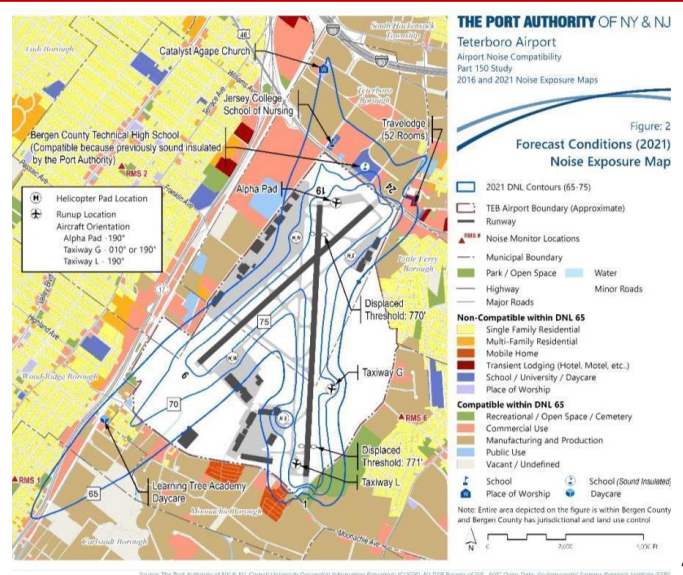 THE PORT AUTHORITY OF NY & NJ
Teterboro Airport
Airport Noise Compatibility
Part 150 Study
2016 and 2021 Noise Exposure Maps
Figure: 2
Forecast Conditions (2021)
Noise Exposure Map
2021 DNL Contours (65-75)
TEB Airport Boundary (Approximate)
Runway
Noise Monitor Locations
Municipal Boundary
Park / Open Space
Water
Highway
Minor Roads
Major Roads
Non-Compatible within DNL 65
Single Family Residential
Multi-Family Residential
Mobile Home
Transient Lodging (Hotel, Motel, etc..)
School / University / Daycare
Place of Worship
Compatible within DNL 65
Recreational / Open Space / Cemetery
Commercial Use
Manufacturing and Production
Public Use
Vacant / Undefined
School
School (Sound Insulated)
Place of Worship
Daycare
Note: Entire area depicted on the figure is within Bergen County
and Bergen County has jurisdictional and land use control
N
Lodi Borough
46
South Hackensack
Township
80
Catalyst Agape Church
Williams Ave
Terrace Ave
Teterboro
Borough
Jersey College
School of Nursing
Travelodge
(52 Rooms)
Bergen County Technical High School
(Compatible because previously sound insulated
by the Port Authority)
RMS 2
Franklin Ave
Alpha Pad
19
24
H
Helicopter Pad Location
Runup Location
Aircraft Orientation
Alpha Pad - 190°
Taxiway G - 010° or 190°
Taxiway L - 190°
Little Ferry
Borough
Displaced
Threshold: 770'
75
6
Taxiway G
Wood-Ridge Borough
70
RMS 6
RMS 1
Displaced
Threshold: 771'
Taxiway L
1
Learning Tree Academy
Daycare
65
Moonachie Borough
Moonachie Ave
Carlstadt Borough